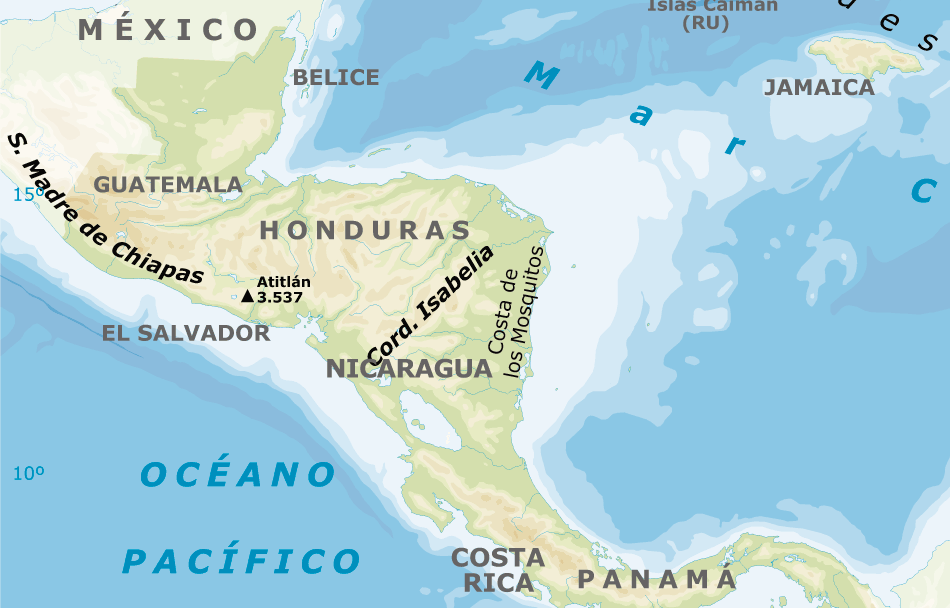 Islas Caimán
(RU)
u e s
MÉXICO
BELICE
JAMAICA
M a r
C
S. Madre de Chiapas
GUATEMALA
15º
HONDURAS
Atitlán
3.537
Cord. Isabelia
Costa de
los Mosquitos
EL SALVADOR
NICARAGUA
10º
OCÉANO
PACÍFICO
COSTA
RICA
PANAMÁ